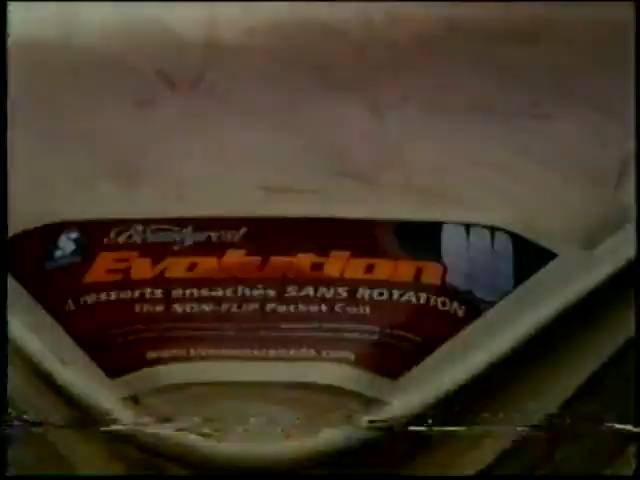 Beautyrest
Evolution
À ressorts ensachés SANS ROTATION
The NON-FLIP Pocket Coil